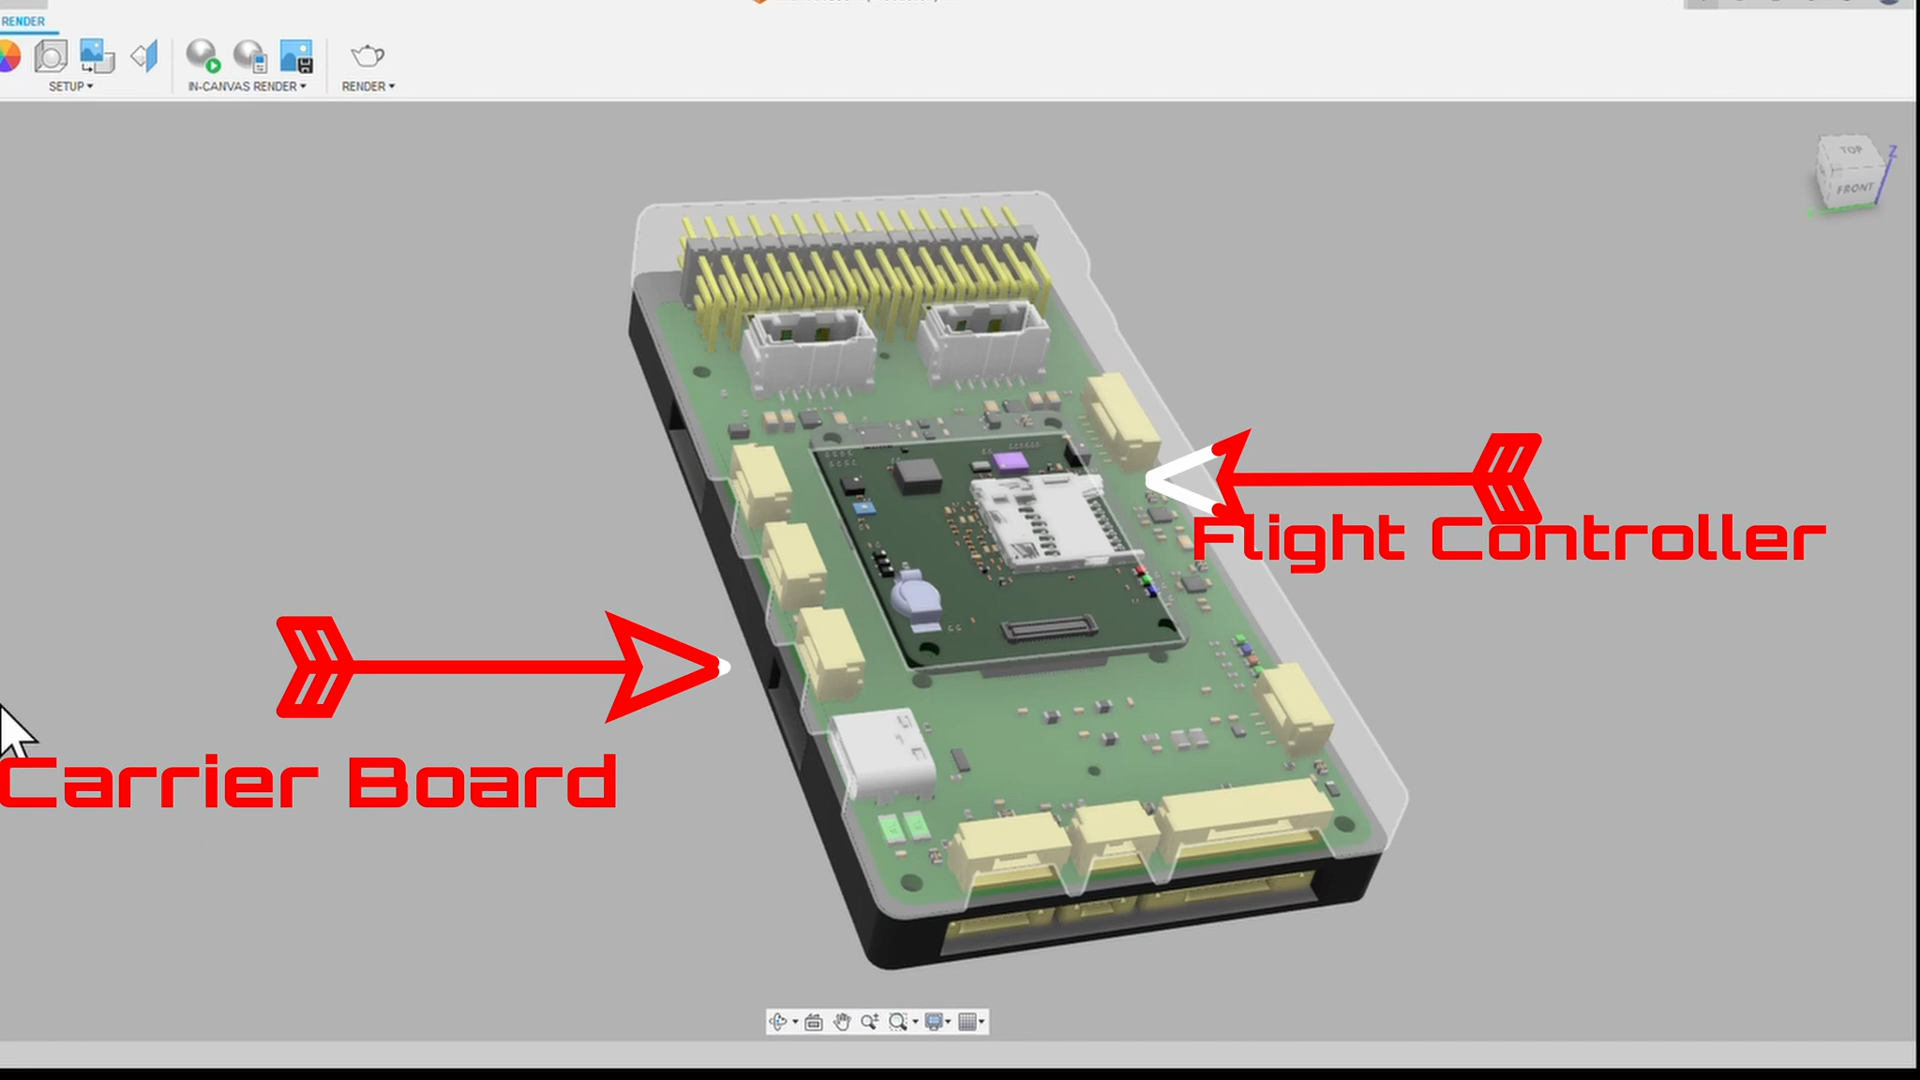 RENDER
SETUP
IN-CANVAS RENDER
RENDER
TOP
FRONT
Z
Flight Controller
Carrier Board